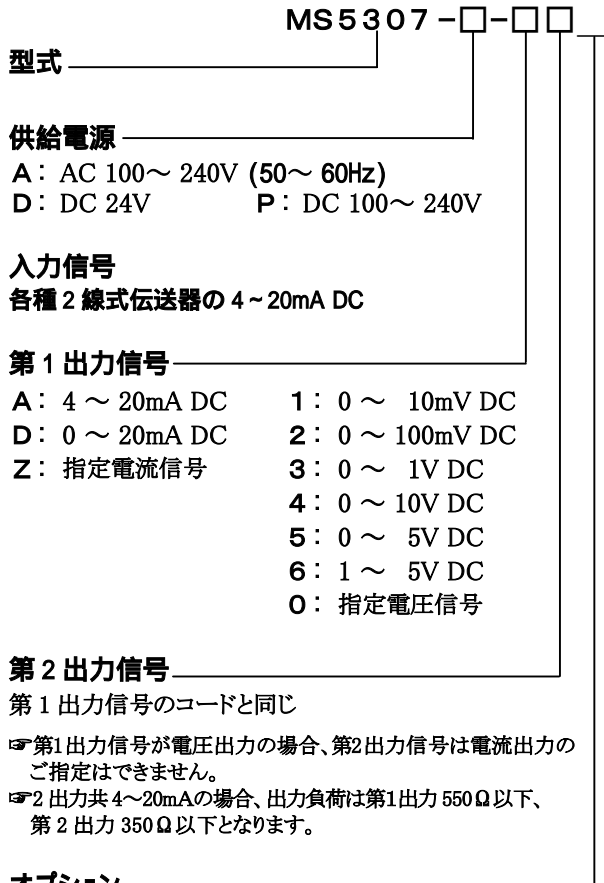 MS5307-□-□□
型式
供給電源
A: AC 100～240V (50～60Hz)
D: DC 24V P: DC 100～240V
入力信号
各種2線式伝送器の4~20mA DC
第1出力信号
A: 4～20mA DC 1: 0～ 10mV DC
D: 0～20mA DC 2: 0～100mV DC
Z: 指定電流信号 3: 0～ 1V DC
4: 0～10V DC
5: 0～ 5V DC
6: 1～ 5V DC
0: 指定電圧信号
第2出力信号
第1出力信号のコードと同じ
☞第1出力信号が電圧出力の場合、第2出力信号は電流出力の
ご指定はできません。
☞2出力共4～20mAの場合、出力負荷は第1出力550Ω以下、
第2出力350Ω以下となります。
オプション